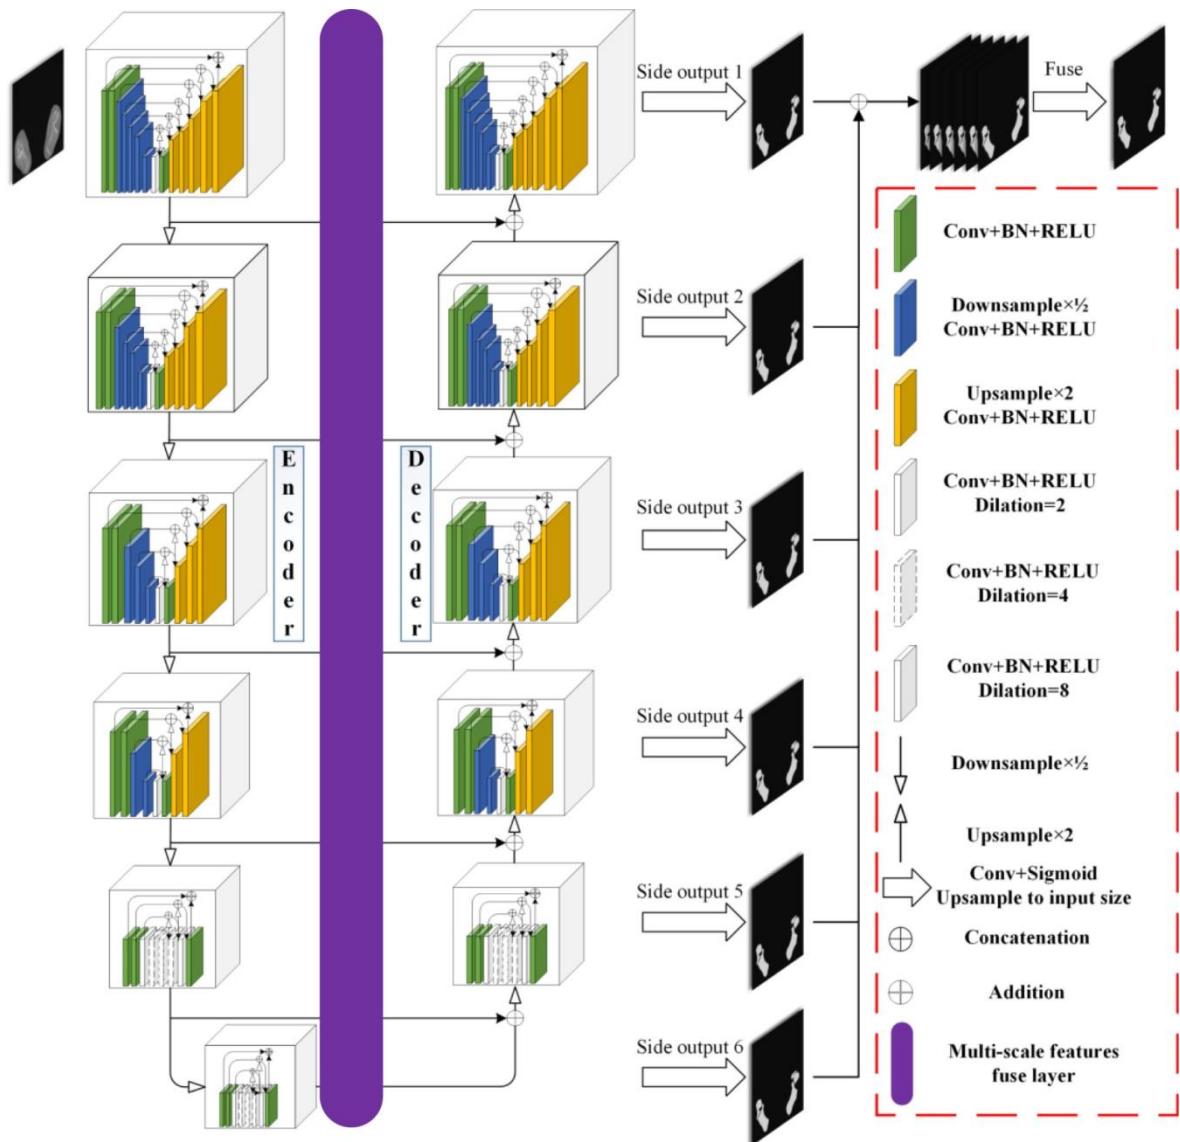 Side output 1
Fuse
Conv+BN+RELU
Side output 2
Downsample×½
Conv+BN+RELU
Upsample×2
Conv+BN+RELU
E
n
c
o
d
e
r
D
e
c
o
d
e
r
Side output 3
Conv+BN+RELU
Dilation=2
Conv+BN+RELU
Dilation=4
Side output 4
Conv+BN+RELU
Dilation=8
Downsample×½
Upsample×2
Side output 5
Conv+Sigmoid
Upsample to input size
Concatenation
Addition
Side output 6
Multi-scale features
fuse layer